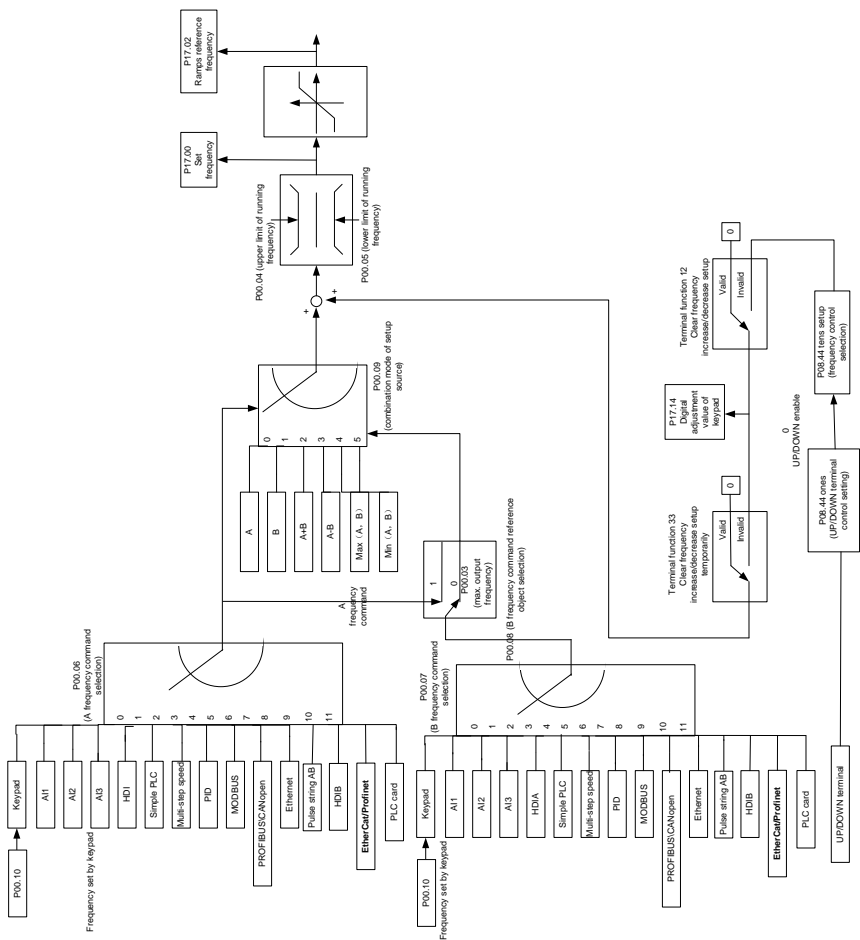 P17.02
Ramps reference
frequency
P17.00
Set
frequency
P00.04 (upper limit of running
frequency)
P00.05 (lower limit of running
frequency)
+
+
P00.09
(combination mode of setup
source)
0
1
2
3
4
5
A
B
A+B
A-B
Max（A，B）
Min（A，B）
A
frequency
command
1
0
P00.03
(max. output
frequency)
P00.08 (B frequency command reference
object selection)
P00.06
(A frequency command
selection)
0
1
2
3
4
5
6
7
8
9
10
11
P00.10
Frequency set by keypad
Keypad
AI1
AI2
AI3
HDI
Simple PLC
Multi-step speed
PID
MODBUS
PROFIBUS\CANopen
Ethernet
Pulse string AB
HDIB
EtherCat/Profinet
PLC card
P00.07
(B frequency command
selection)
0
1
2
3
4
5
6
7
8
9
10
11
P00.10
Frequency set by keypad
Keypad
AI1
AI2
AI3
HDIA
Simple PLC
Multi-step speed
PID
MODBUS
PROFIBUS\CANopen
Ethernet
Pulse string AB
HDIB
EtherCat/Profinet
PLC card
UP/DOWN terminal
P08.44 ones
(UP/DOWN terminal
control setting)
0
UP/DOWN enable
P08.44 tens setup
(frequency control
selection)
Terminal function 12
Clear frequency
increase/decrease setup
Valid
Invalid
0
P17.14
Digital
adjustment
value of
keypad
Terminal function 33
Clear frequency
increase/decrease setup
temporarily
Valid
Invalid
0